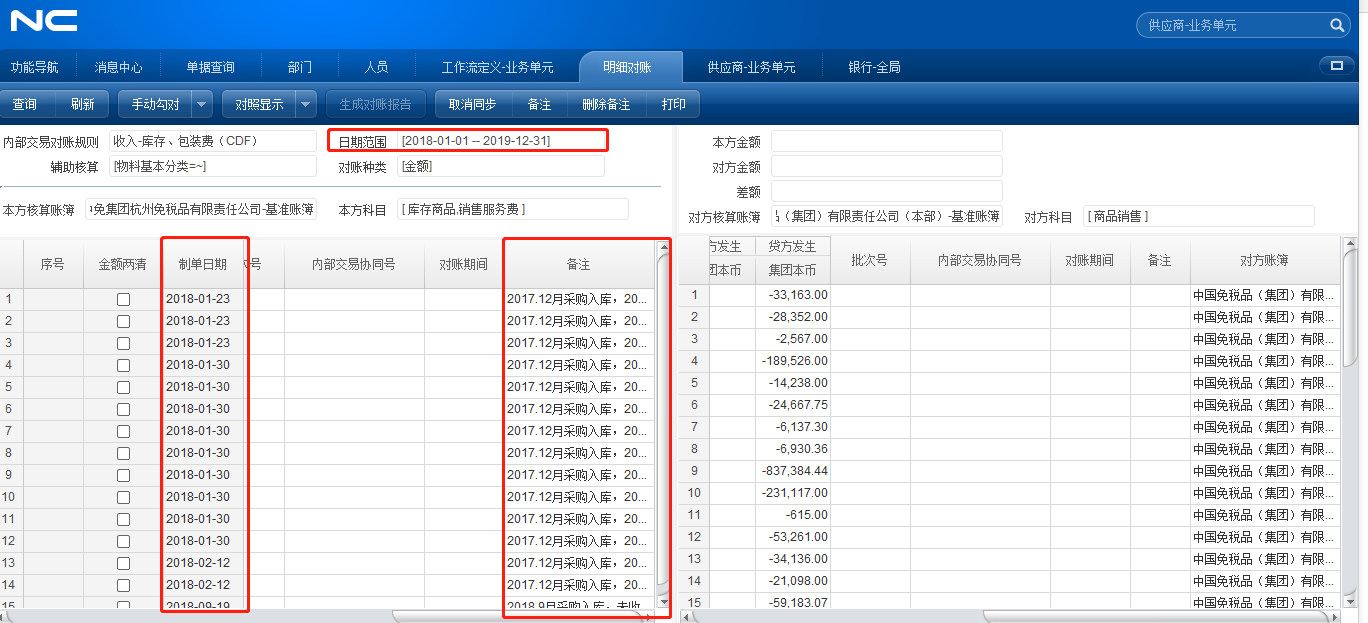 NC
供应商-业务单元
功能导航 消息中心 单据查询 部门 人员 工作流定义-业务单元 明细对账 供应商-业务单元 银行-全局
查询 刷新 手动勾对 对照显示 生成对账报告 取消同步 备注 删除备注 打印
内部交易对账规则 收入-库存、包装费（CDF） 日期范围 [2018-01-01 -- 2019-12-31] 本方金额
辅助核算 [物料基本分类=~] 对账种类 [金额] 对方金额
差额
本方核算账簿 免集团杭州免税品有限责任公司-基准账簿 本方科目 [ 库存商品,销售服务费 ] 对方核算账簿 （集团）有限责任公司（本部）-基准账簿 对方科目 [ 商品销售 ]
序号 金额两清 制单日期 号 内部交易协同号 对账期间 备注 方发生 贷方发生 批次号 内部交易协同号 对账期间 备注 对方账簿
团本币 集团本币
1 2018-01-23 2017.12月采购入库，20... 1 -33,163.00 中国免税品（集团）有限...
2 2018-01-23 2017.12月采购入库，20... 2 -28,352.00 中国免税品（集团）有限...
3 2018-01-23 2017.12月采购入库，20... 3 -2,567.00 中国免税品（集团）有限...
4 2018-01-30 2017.12月采购入库，20... 4 -189,526.00 中国免税品（集团）有限...
5 2018-01-30 2017.12月采购入库，20... 5 -14,238.00 中国免税品（集团）有限...
6 2018-01-30 2017.12月采购入库，20... 6 -24,667.75 中国免税品（集团）有限...
7 2018-01-30 2017.12月采购入库，20... 7 -6,137.30 中国免税品（集团）有限...
8 2018-01-30 2017.12月采购入库，20... 8 -6,930.36 中国免税品（集团）有限...
9 2018-01-30 2017.12月采购入库，20... 9 -837,384.44 中国免税品（集团）有限...
10 2018-01-30 2017.12月采购入库，20... 10 -231,117.00 中国免税品（集团）有限...
11 2018-01-30 2017.12月采购入库，20... 11 -615.00 中国免税品（集团）有限...
12 2018-01-30 2017.12月采购入库，20... 12 -53,261.00 中国免税品（集团）有限...
13 2018-02-12 2017.12月采购入库，20... 13 -34,136.00 中国免税品（集团）有限...
14 2018-02-12 2017.12月采购入库，20... 14 -21,098.00 中国免税品（集团）有限...
15 2018-09-19 2018.9月采购入库，未收... 15 -59,183.07 中国免税品（集团）有限...